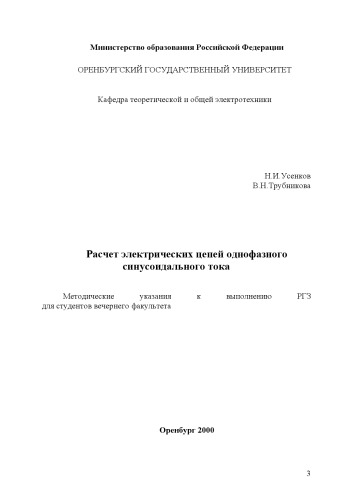 Министерство образования Российской Федерации
ОРЕНБУРГСКИЙ ГОСУДАРСТВЕННЫЙ УНИВЕРСИТЕТ
Кафедра теоретической и общей электротехники
Н.И.Усенков
В.Н.Трубникова
Расчет электрических цепей однофазного
синусоидального тока
Методические указания к выполнению РГЗ
для студентов вечернего факультета
Оренбург 2000
3